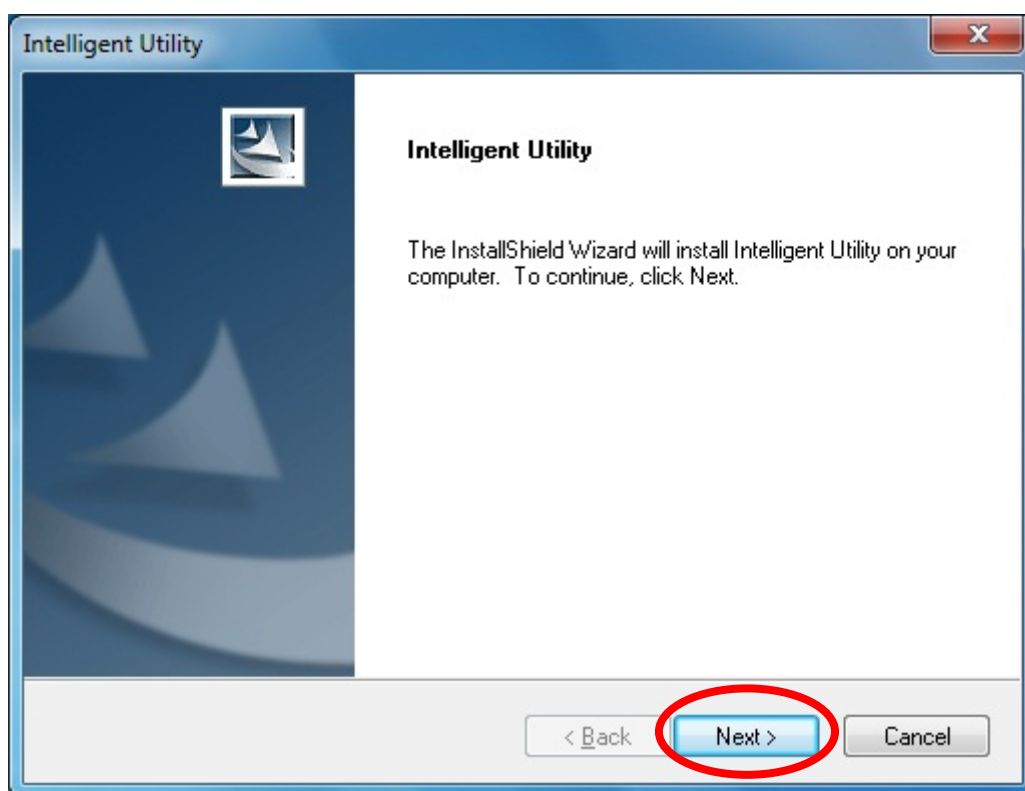 Intelligent Utility
Intelligent Utility
The InstallShield Wizard will install Intelligent Utility on your
computer. To continue, click Next.
< Back Next > Cancel